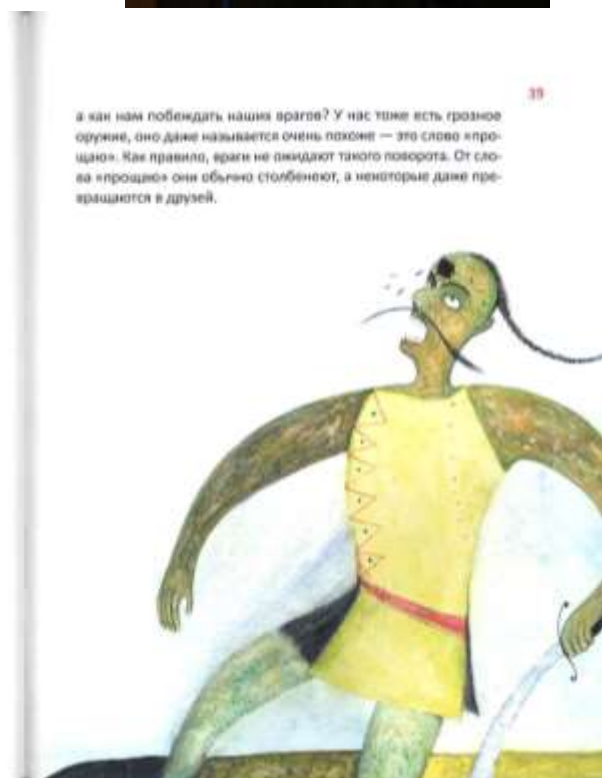 39
а как нам побеждать наших врагов? У нас тоже есть грозное
оружие, оно даже называется очень похоже — это слово «про-
щаю». Как правило, враги не ожидают такого поворота. От сло-
ва «прощаю» они обычно столбенеют, а некоторые даже пре-
вращаются в друзей.